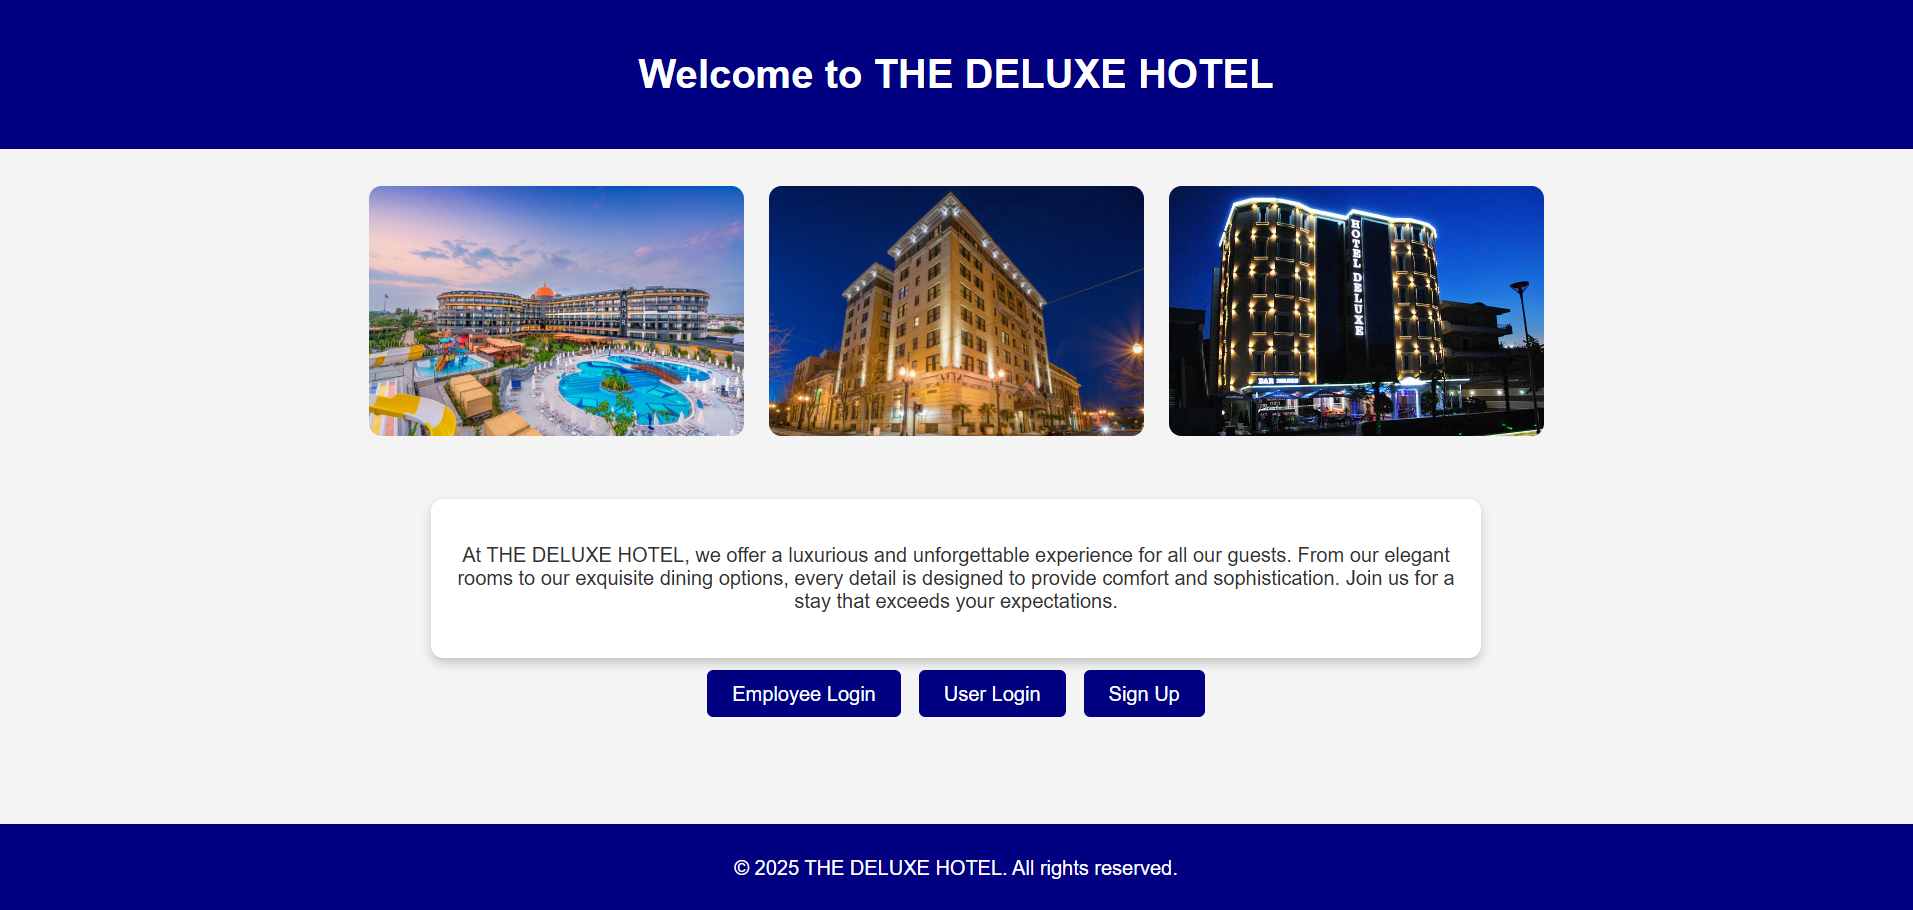 Welcome to THE DELUXE HOTEL
HOTEL DELUXE
BAR DELUXE
At THE DELUXE HOTEL, we offer a luxurious and unforgettable experience for all our guests. From our elegant
rooms to our exquisite dining options, every detail is designed to provide comfort and sophistication. Join us for a
stay that exceeds your expectations.
Employee Login
User Login
Sign Up
© 2025 THE DELUXE HOTEL. All rights reserved.